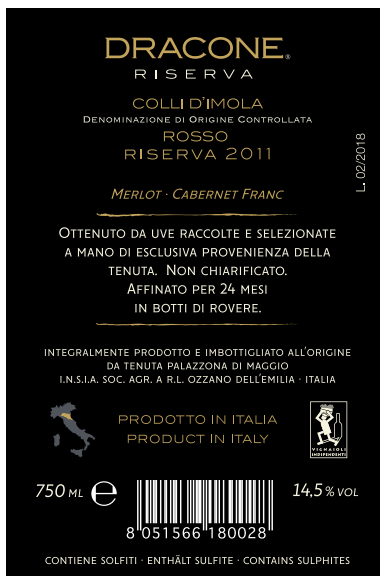 DRACONE®
RISERVA
COLLI D'IMOLA
DENOMINAZIONE DI ORIGINE CONTROLLATA
ROSSO
RISERVA 2011
L. 02/2018
MERLOT · CABERNET FRANC
OTTENUTO DA UVE RACCOLTE E SELEZIONATE
A MANO DI ESCLUSIVA PROVENIENZA DELLA
TENUTA. NON CHIARIFICATO.
AFFINATO PER 24 MESI
IN BOTTI DI ROVERE.
INTEGRALMENTE PRODOTTO E IMBOTTIGLIATO ALL'ORIGINE
DA TENUTA PALAZZONA DI MAGGIO
I.N.S.I.A. SOC. AGR. A R.L. OZZANO DELL'EMILIA · ITALIA
PRODOTTO IN ITALIA
PRODUCT IN ITALY
VIGNAIOLI
INDIPENDENTI
750 ML e
14,5% VOL
8 051566 180028
CONTIENE SOLFITI · ENTHÄLT SULFITE · CONTAINS SULPHITES